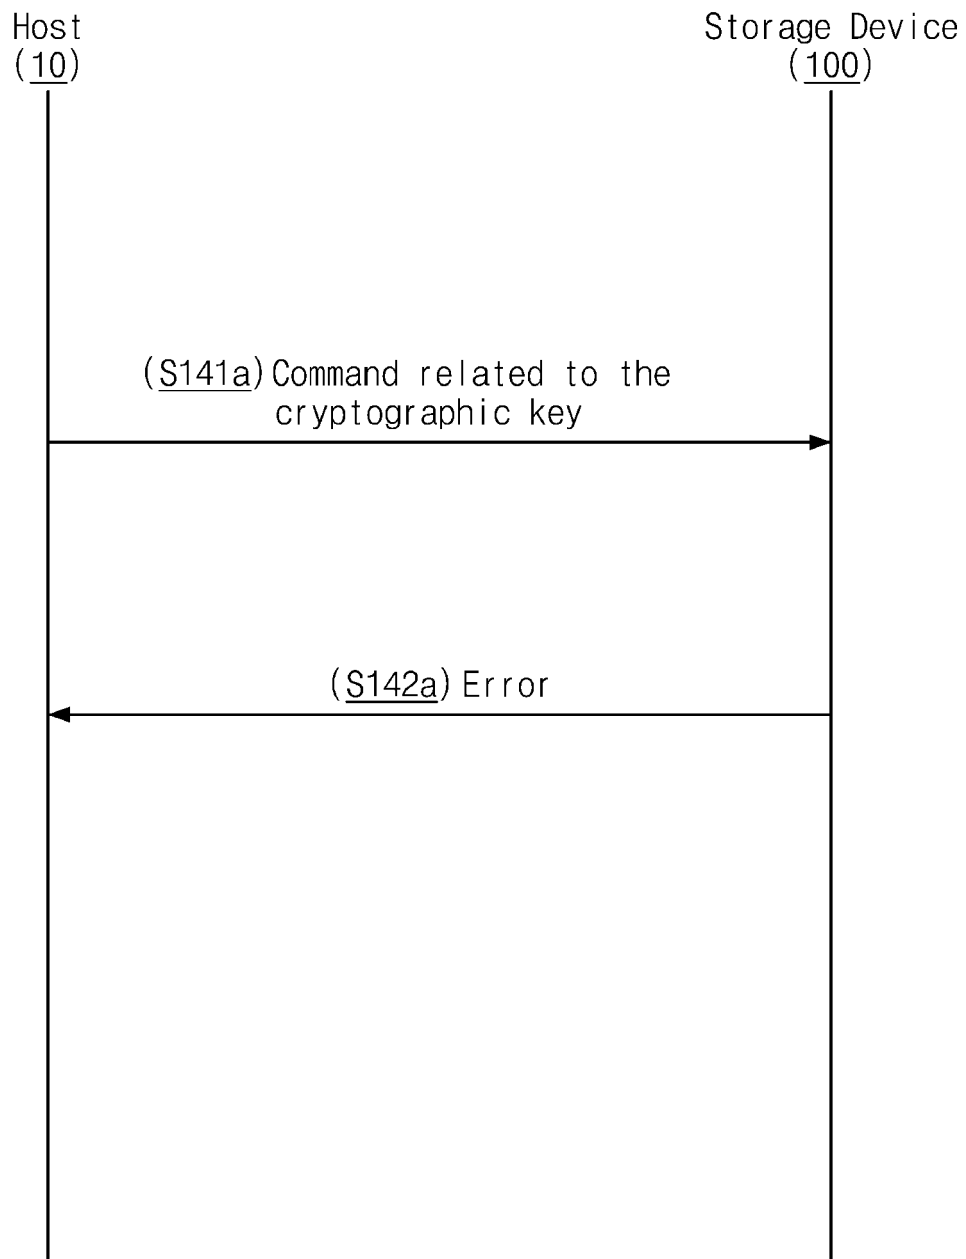 Host
(10)
Storage Device
(100)
(S141a) Command related to the
cryptographic key
(S142a) Error